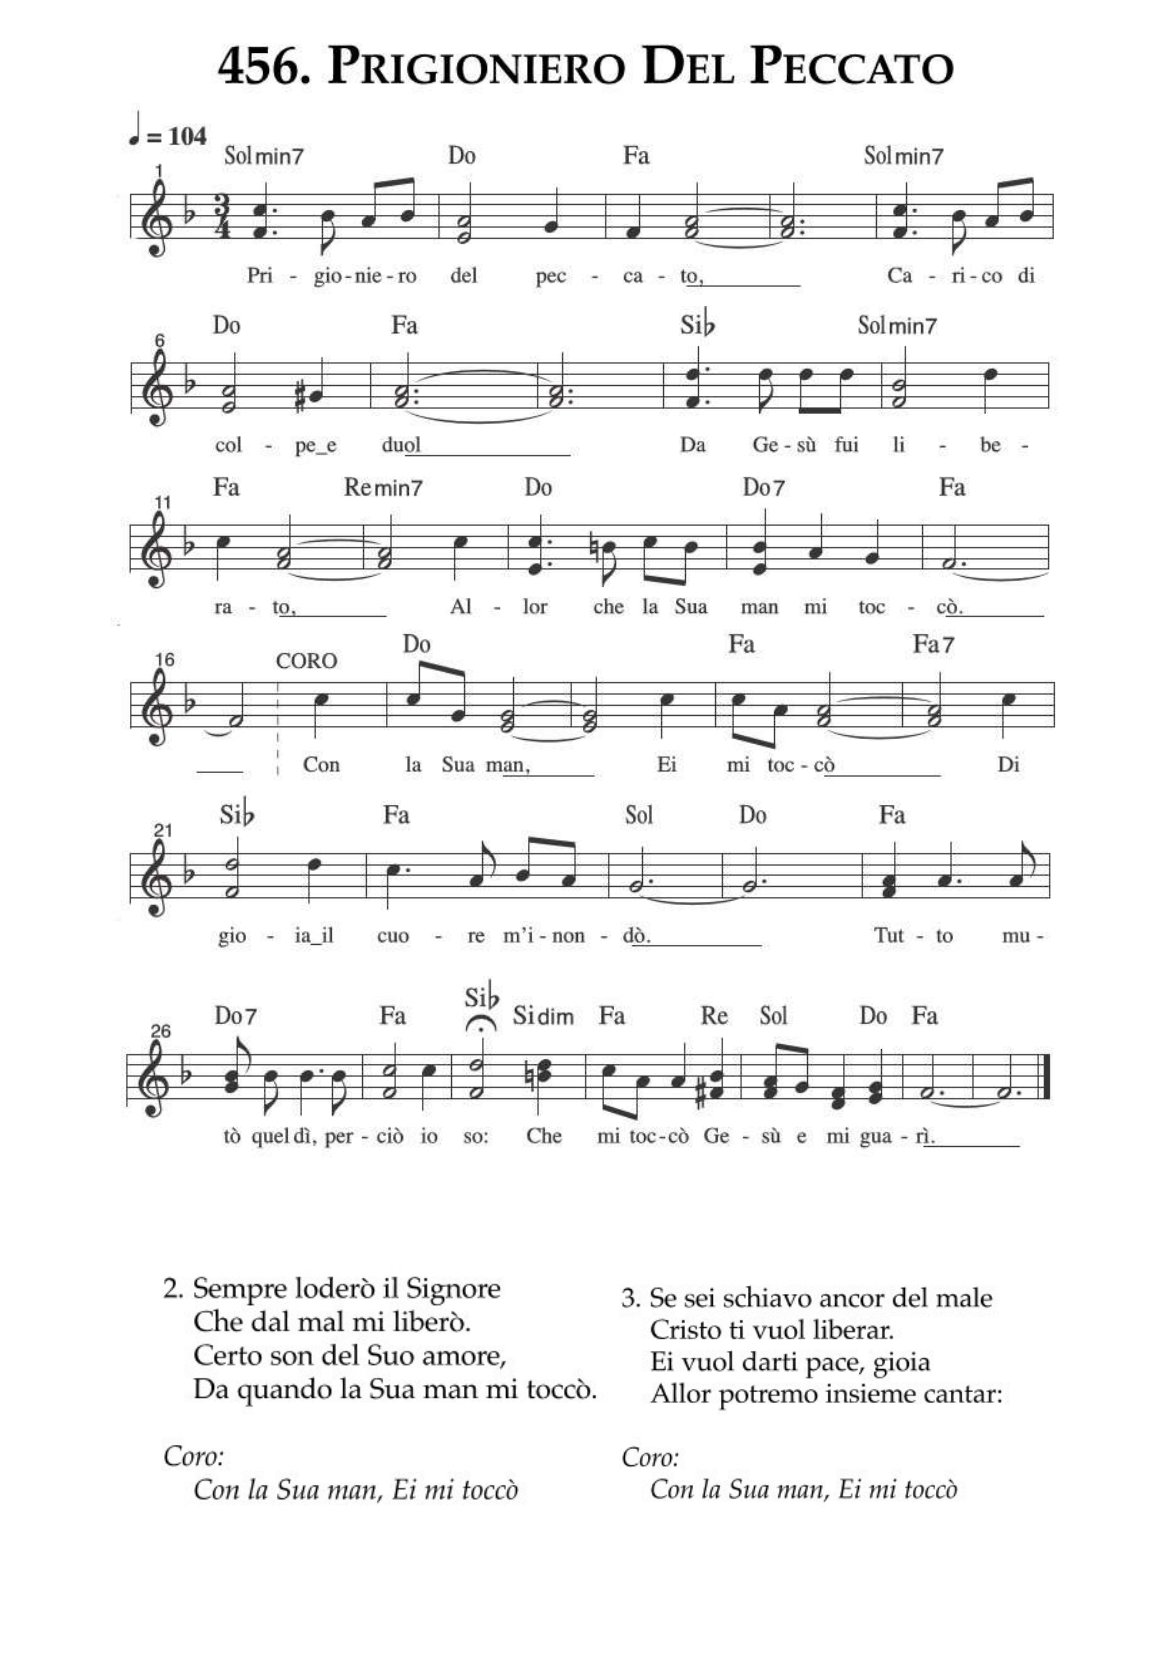 456. Prigioniero Del Peccato
♩ = 104
Solmin7 Do Fa Solmin7
1
3 4
Pri - gio - nie - ro del pec - ca - to, Ca - ri - co di
Do Fa Si♭ Solmin7
6
col - pe_e duol Da Ge - sù fui li - be -
Fa Remin7 Do Do7 Fa
11
ra - to, Al - lor che la Sua man mi toc - cò.
16 CORO Do Fa Fa7
Con la Sua man, Ei mi toc - cò Di
Si♭ Fa Sol Do Fa
21
gio - ia_il cuo - re m'i - non - dò. Tut - to mu -
Do7 Fa Si♭ Sidim Fa Re Sol Do Fa
26
tò quel dì, per - ciò io so: Che mi toc - cò Ge - sù e mi gua - rì.
2. Sempre loderò il Signore
Che dal mal mi liberò.
Certo son del Suo amore,
Da quando la Sua man mi toccò.
Coro:
Con la Sua man, Ei mi toccò
3. Se sei schiavo ancor del male
Cristo ti vuol liberar.
Ei vuol darti pace, gioia
Allor potremo insieme cantar:
Coro:
Con la Sua man, Ei mi toccò